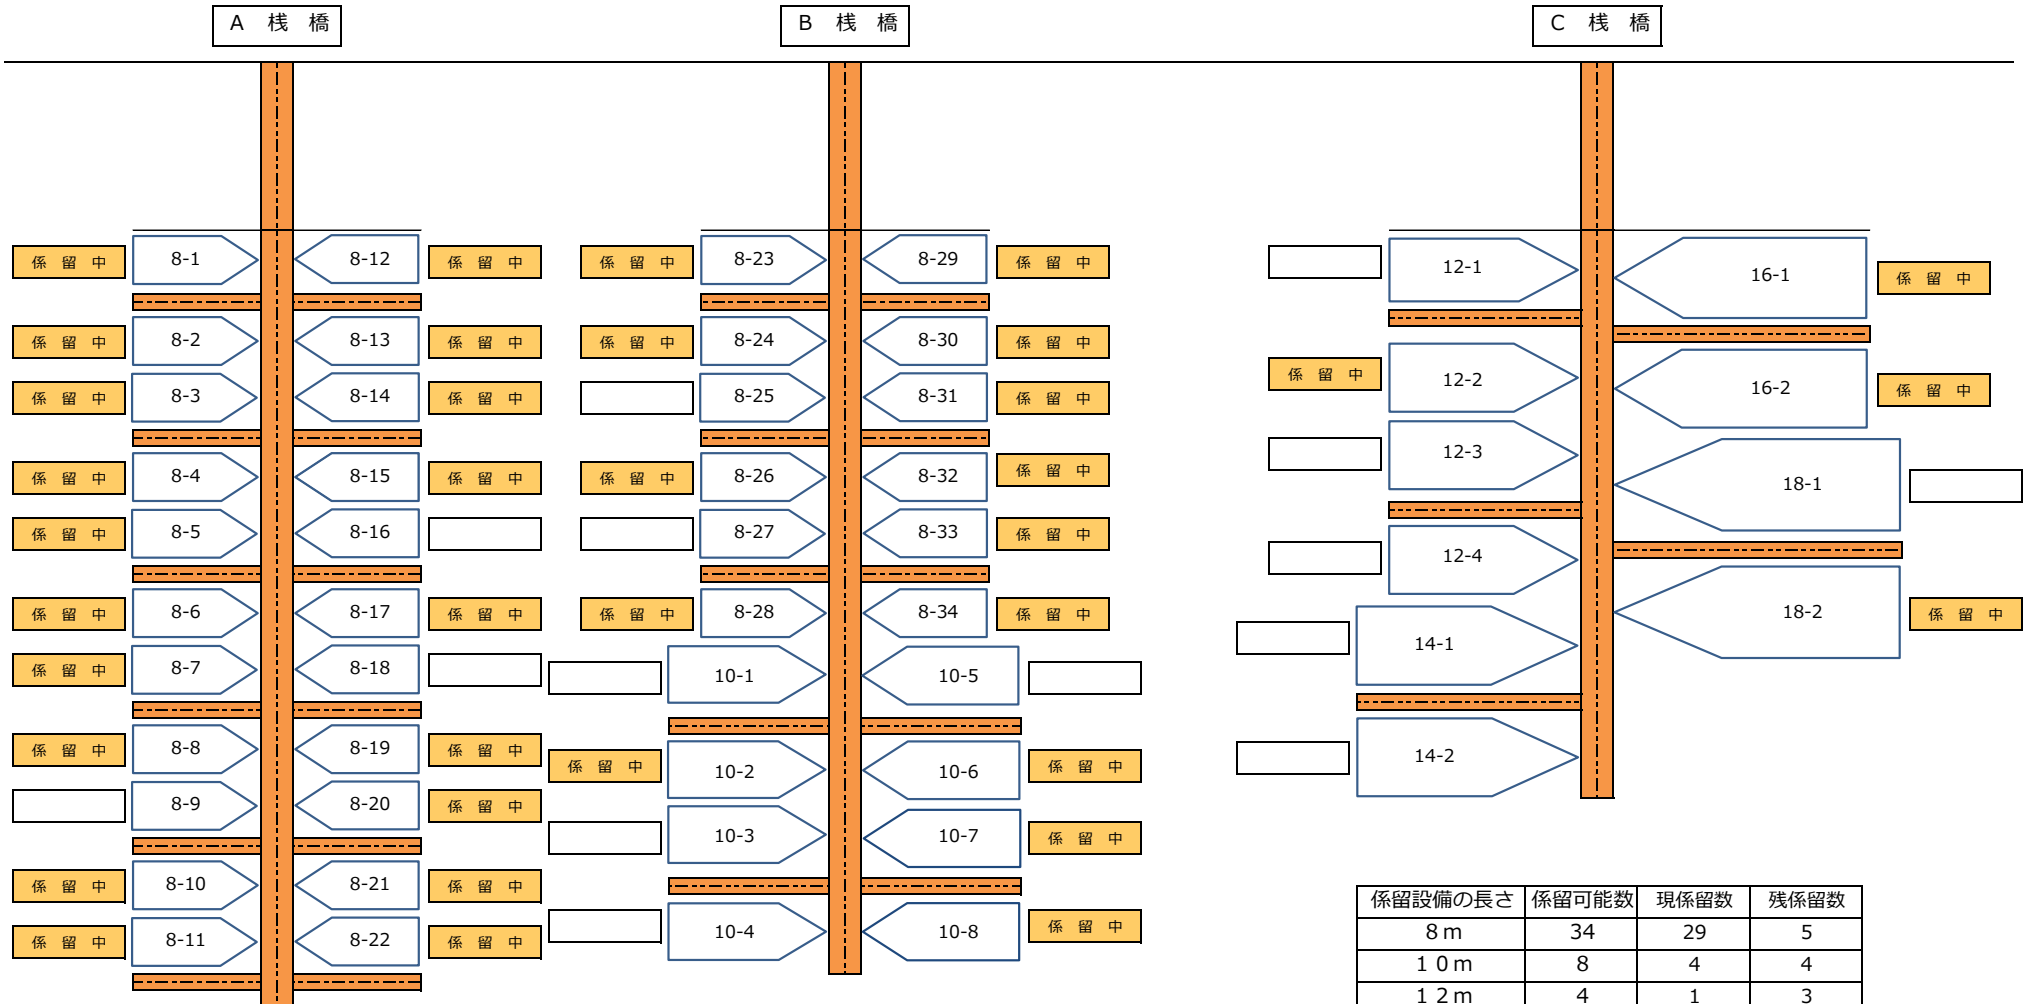 A 桟 橋
B 桟 橋
C 桟 橋
係 留 中 8-1 8-12 係 留 中 係 留 中 8-23 8-29 係 留 中 12-1 16-1 係 留 中
係 留 中 8-2 8-13 係 留 中 係 留 中 8-24 8-30 係 留 中
係 留 中 12-2 16-2 係 留 中
係 留 中 8-3 8-14 係 留 中 8-25 8-31 係 留 中
12-3
係 留 中 8-4 8-15 係 留 中 係 留 中 8-26 8-32 係 留 中
18-1
係 留 中 8-5 8-16 8-27 8-33 係 留 中
12-4
係 留 中 8-6 8-17 係 留 中 係 留 中 8-28 8-34 係 留 中
18-2 係 留 中
14-1
係 留 中 8-7 8-18 10-1 10-5
係 留 中 8-8 8-19 係 留 中 係 留 中 10-2 10-6 係 留 中
14-2
8-9 8-20 係 留 中 10-3 10-7 係 留 中
係 留 中 8-10 8-21 係 留 中
係 留 中 8-11 8-22 係 留 中 10-4 10-8 係 留 中
係留設備の長さ 係留可能数 現係留数 残係留数
8ｍ 34 29 5
１０ｍ 8 4 4
１２ｍ 4 1 3